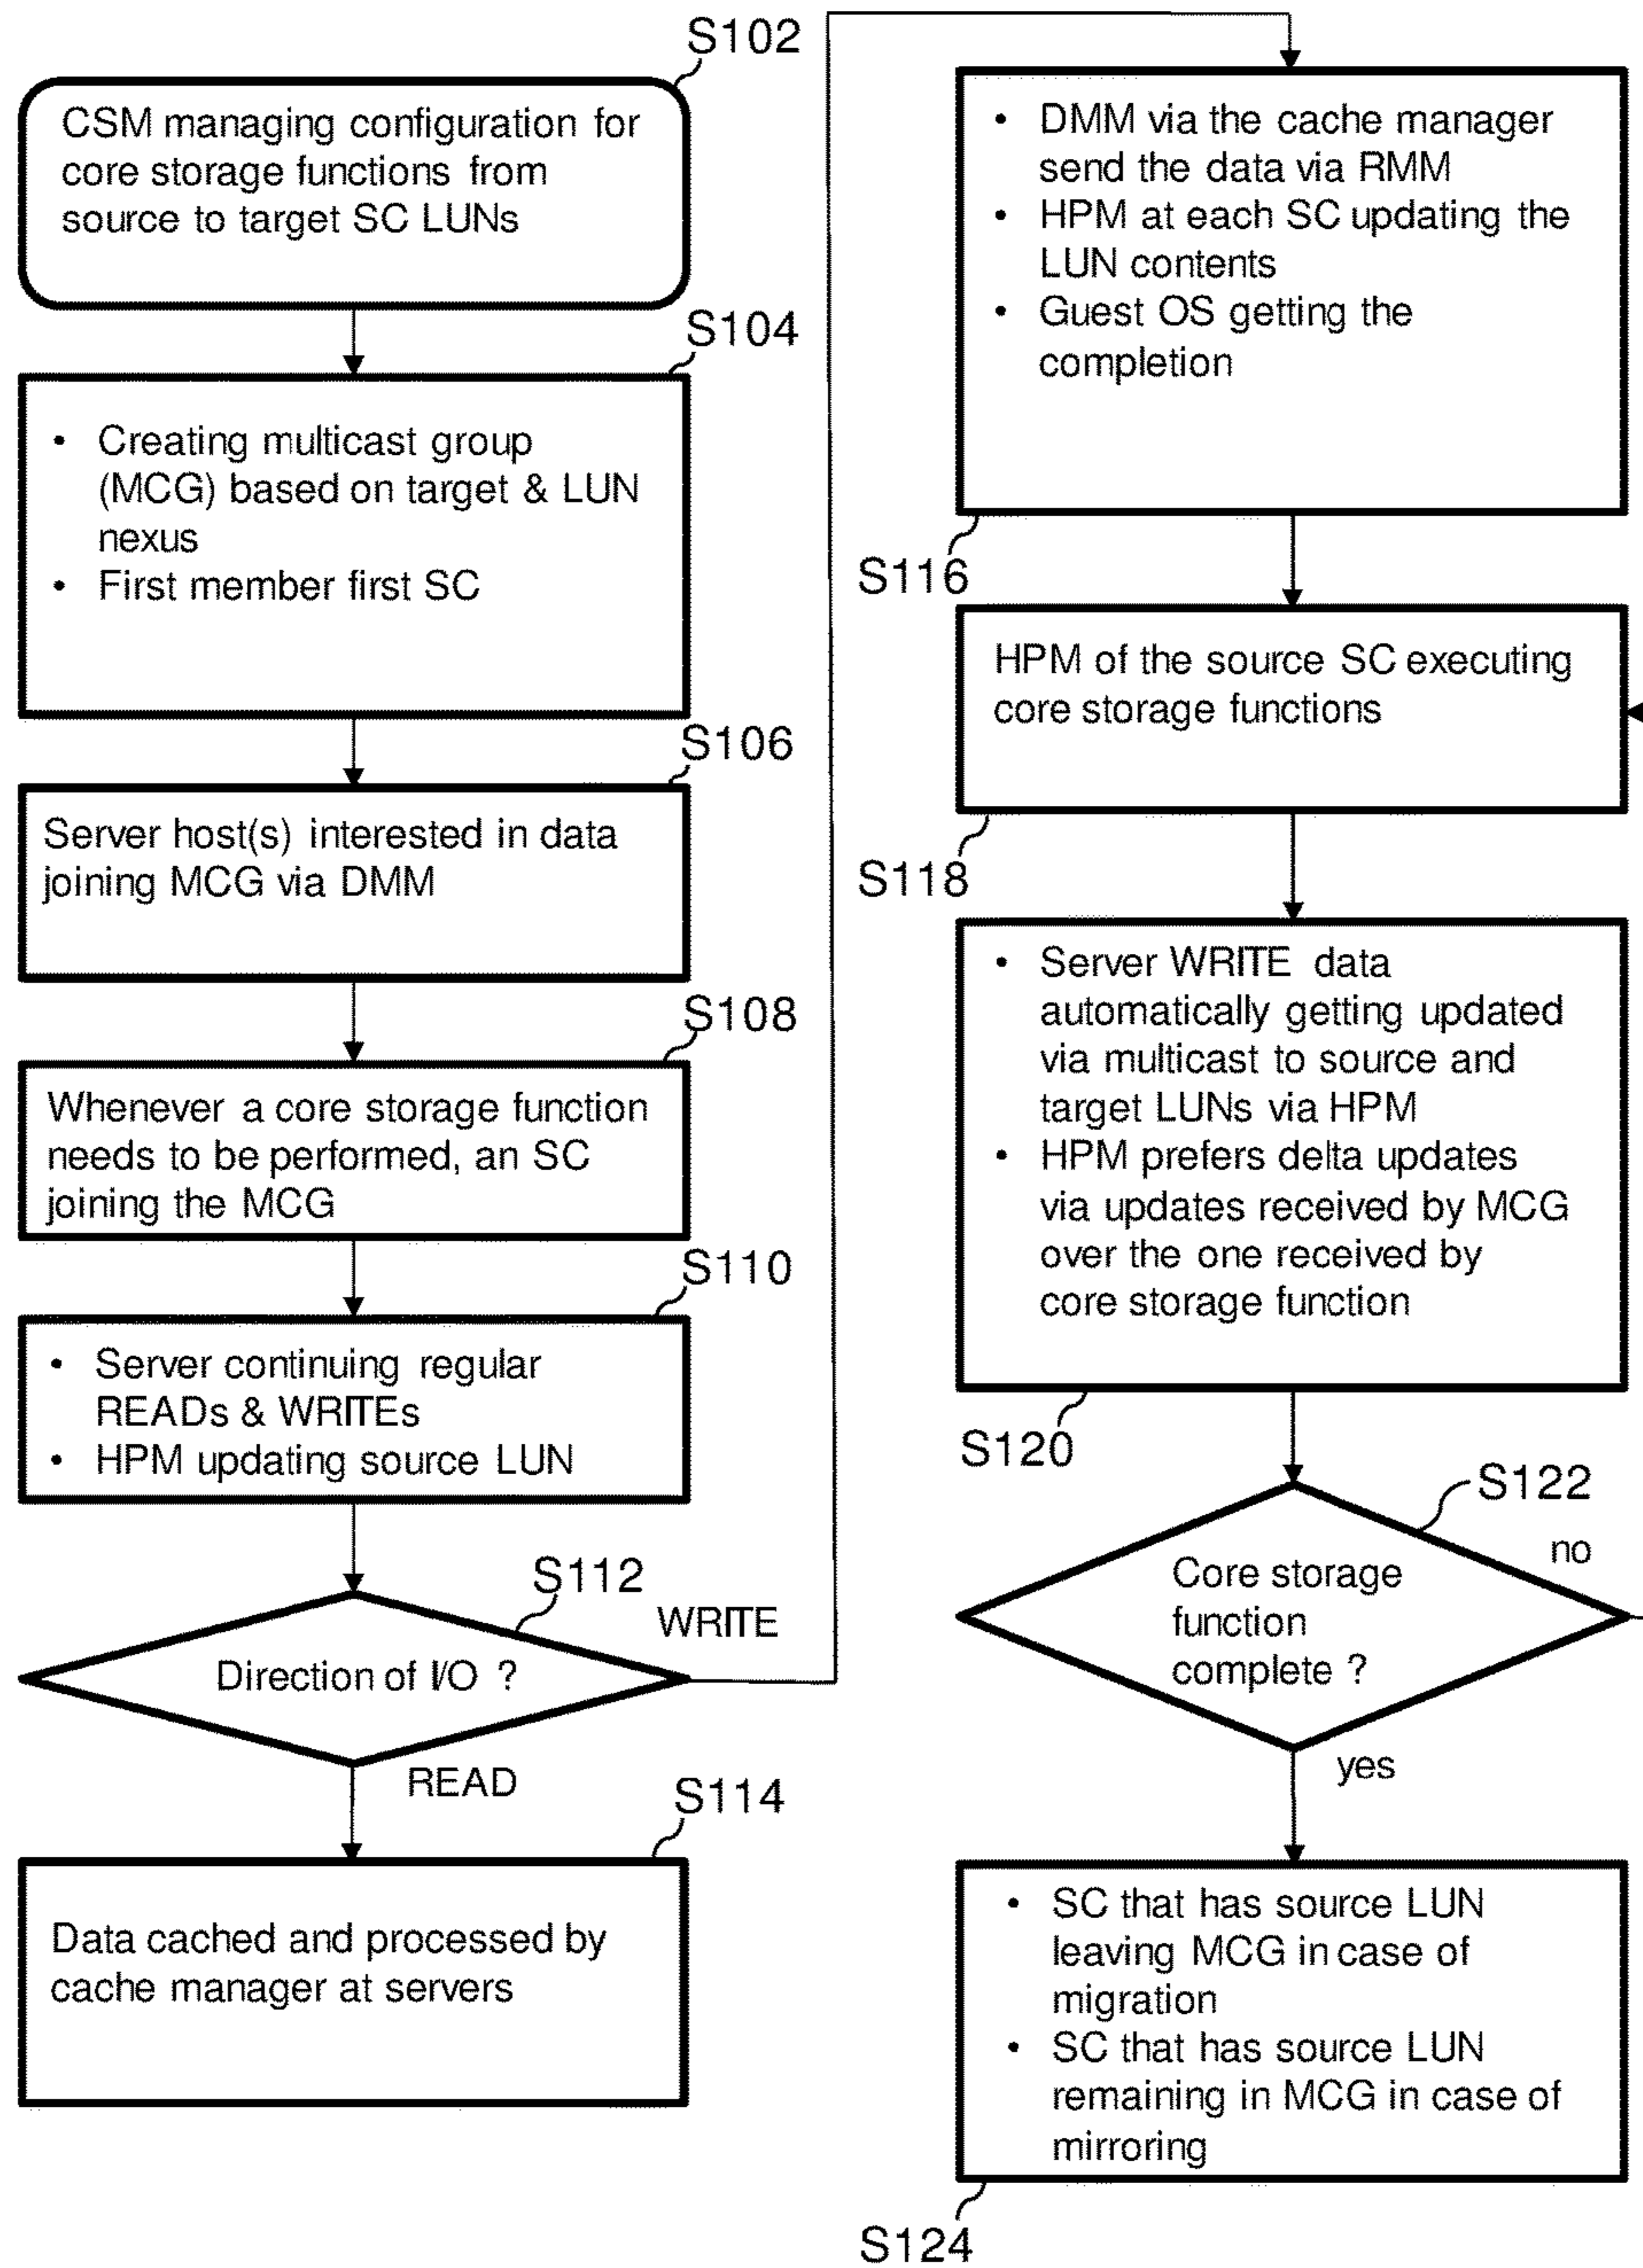 S102
CSM managing configuration for
core storage functions from
source to target SC LUNs
S104
• Creating multicast group
(MCG) based on target & LUN
nexus
• First member first SC
S106
Server host(s) interested in data
joining MCG via DMM
S108
Whenever a core storage function
needs to be performed, an SC
joining the MCG
S110
• Server continuing regular
READs & WRITEs
• HPM updating source LUN
S112
WRITE
Direction of I/O ?
READ
S114
Data cached and processed by
cache manager at servers
• DMM via the cache manager
send the data via RMM
• HPM at each SC updating the
LUN contents
• Guest OS getting the
completion
S116
HPM of the source SC executing
core storage functions
S118
• Server WRITE data
automatically getting updated
via multicast to source and
target LUNs via HPM
• HPM prefers delta updates
via updates received by MCG
over the one received by
core storage function
S120
S122
no
Core storage
function
complete ?
yes
• SC that has source LUN
leaving MCG in case of
migration
• SC that has source LUN
remaining in MCG in case of
mirroring
S124